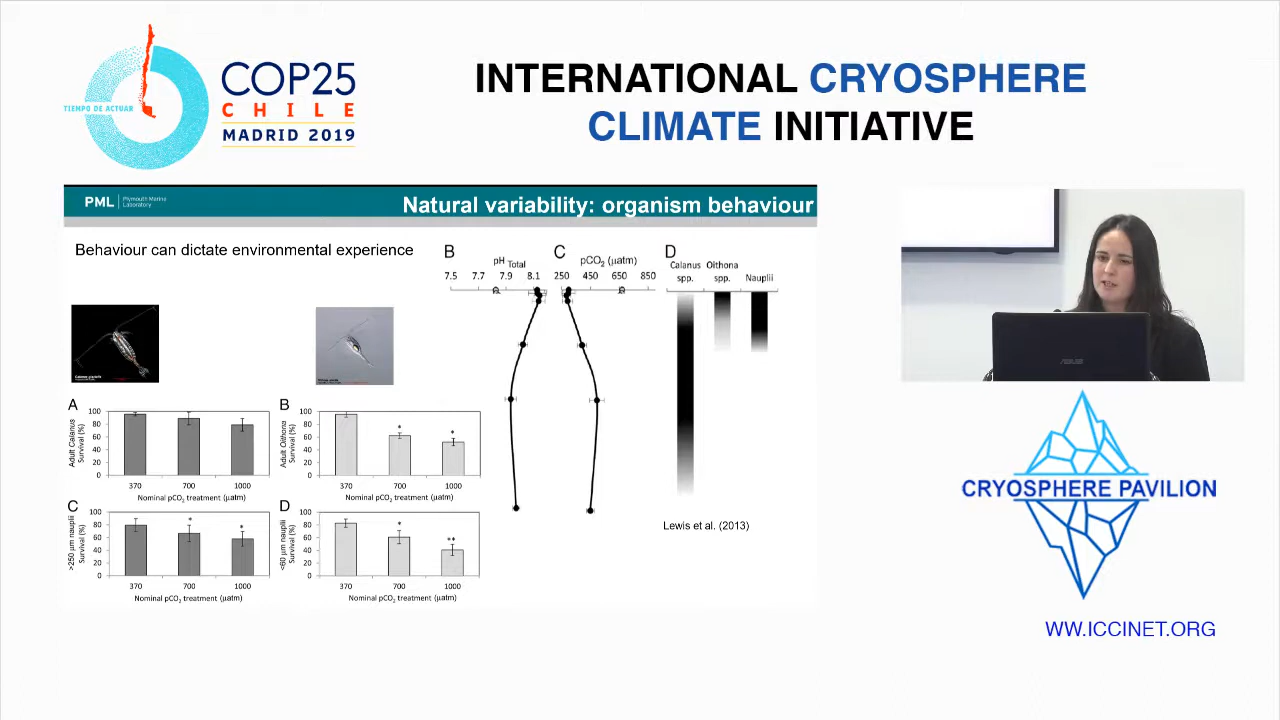 TIEMPO DE ACTUAR
COP25
CHILE
MADRID 2019
INTERNATIONAL CRYOSPHERE
CLIMATE INITIATIVE
PML
Plymouth Marine
Laboratory
Natural variability: organism behaviour
Behaviour can dictate environmental experience
A
Adult Calanus
Survival (%)
100
80
60
40
20
0
370 700 1000
Nominal pCO2 treatment (µatm)
B
Adult Oithona
Survival (%)
100
80
60
40
20
0
* *
370 700 1000
Nominal pCO2 treatment (µatm)
C
>250 µm nauplii
Survival (%)
100
80
60
40
20
0
* *
370 700 1000
Nominal pCO2 treatment (µatm)
D
<60 µm nauplii
Survival (%)
100
80
60
40
20
0
* **
370 700 1000
Nominal pCO2 treatment (µatm)
B
pH Total
7.5 7.7 7.9 8.1
C
pCO2 (µatm)
250 450 650 850
D
Calanus
spp.
Oithona
spp.
Nauplii
Lewis et al. (2013)
ASUS
CRYOSPHERE PAVILION
WW.ICCINET.ORG